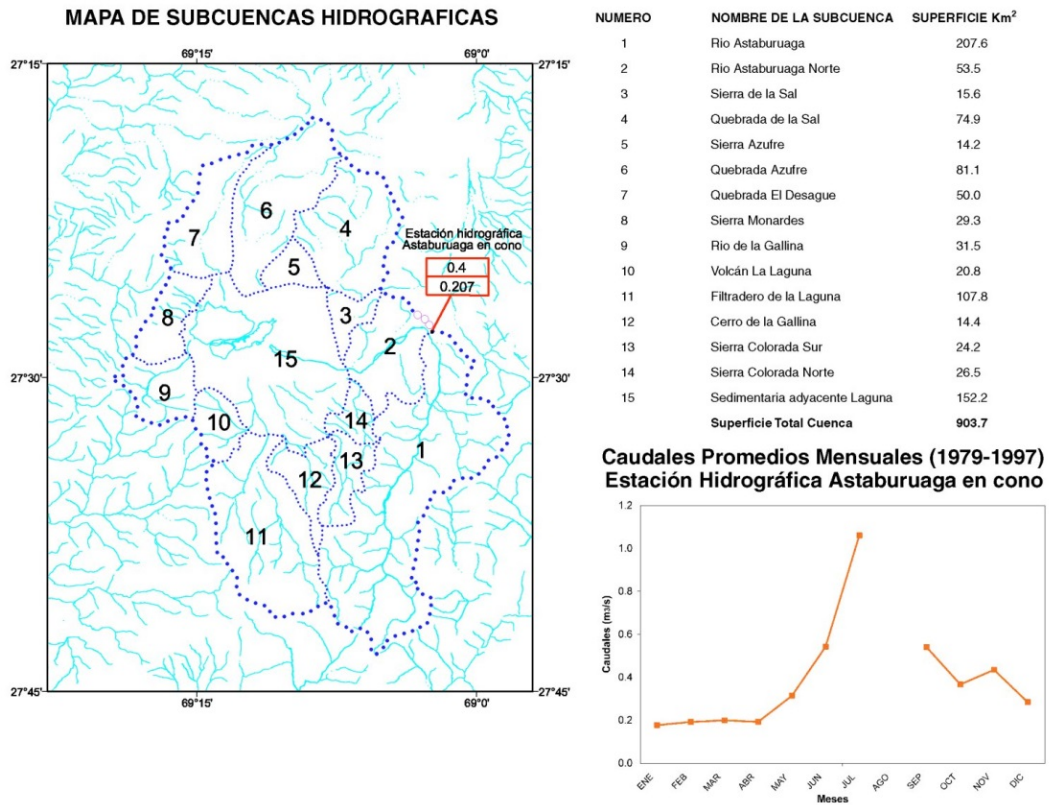 MAPA DE SUBCUENCAS HIDROGRAFICAS
69°15'
69°0'
27°15'
27°15'
6
4
7
Estación hidrográfica
Astaburuaga en cono
5
0.4
0.207
8
3
2
15
27°30'
27°30'
9
10
14
1
13
12
11
27°45'
27°45'
69°15'
69°0'
NUMERO NOMBRE DE LA SUBCUENCA SUPERFICIE Km²
1 Rio Astaburuaga 207.6
2 Rio Astaburuaga Norte 53.5
3 Sierra de la Sal 15.6
4 Quebrada de la Sal 74.9
5 Sierra Azufre 14.2
6 Quebrada Azufre 81.1
7 Quebrada El Desague 50.0
8 Sierra Monardes 29.3
9 Rio de la Gallina 31.5
10 Volcán La Laguna 20.8
11 Filtradero de la Laguna 107.8
12 Cerro de la Gallina 14.4
13 Sierra Colorada Sur 24.2
14 Sierra Colorada Norte 26.5
15 Sedimentaria adyacente Laguna 152.2
Superficie Total Cuenca 903.7
Caudales Promedios Mensuales (1979-1997)
Estación Hidrográfica Astaburuaga en cono
1.2
1.0
0.8
0.6
0.4
0.2
0.0
Caudales (m3/s)
ENE FEB MAR ABR MAY JUN JUL AGO SEP OCT NOV DIC
Meses